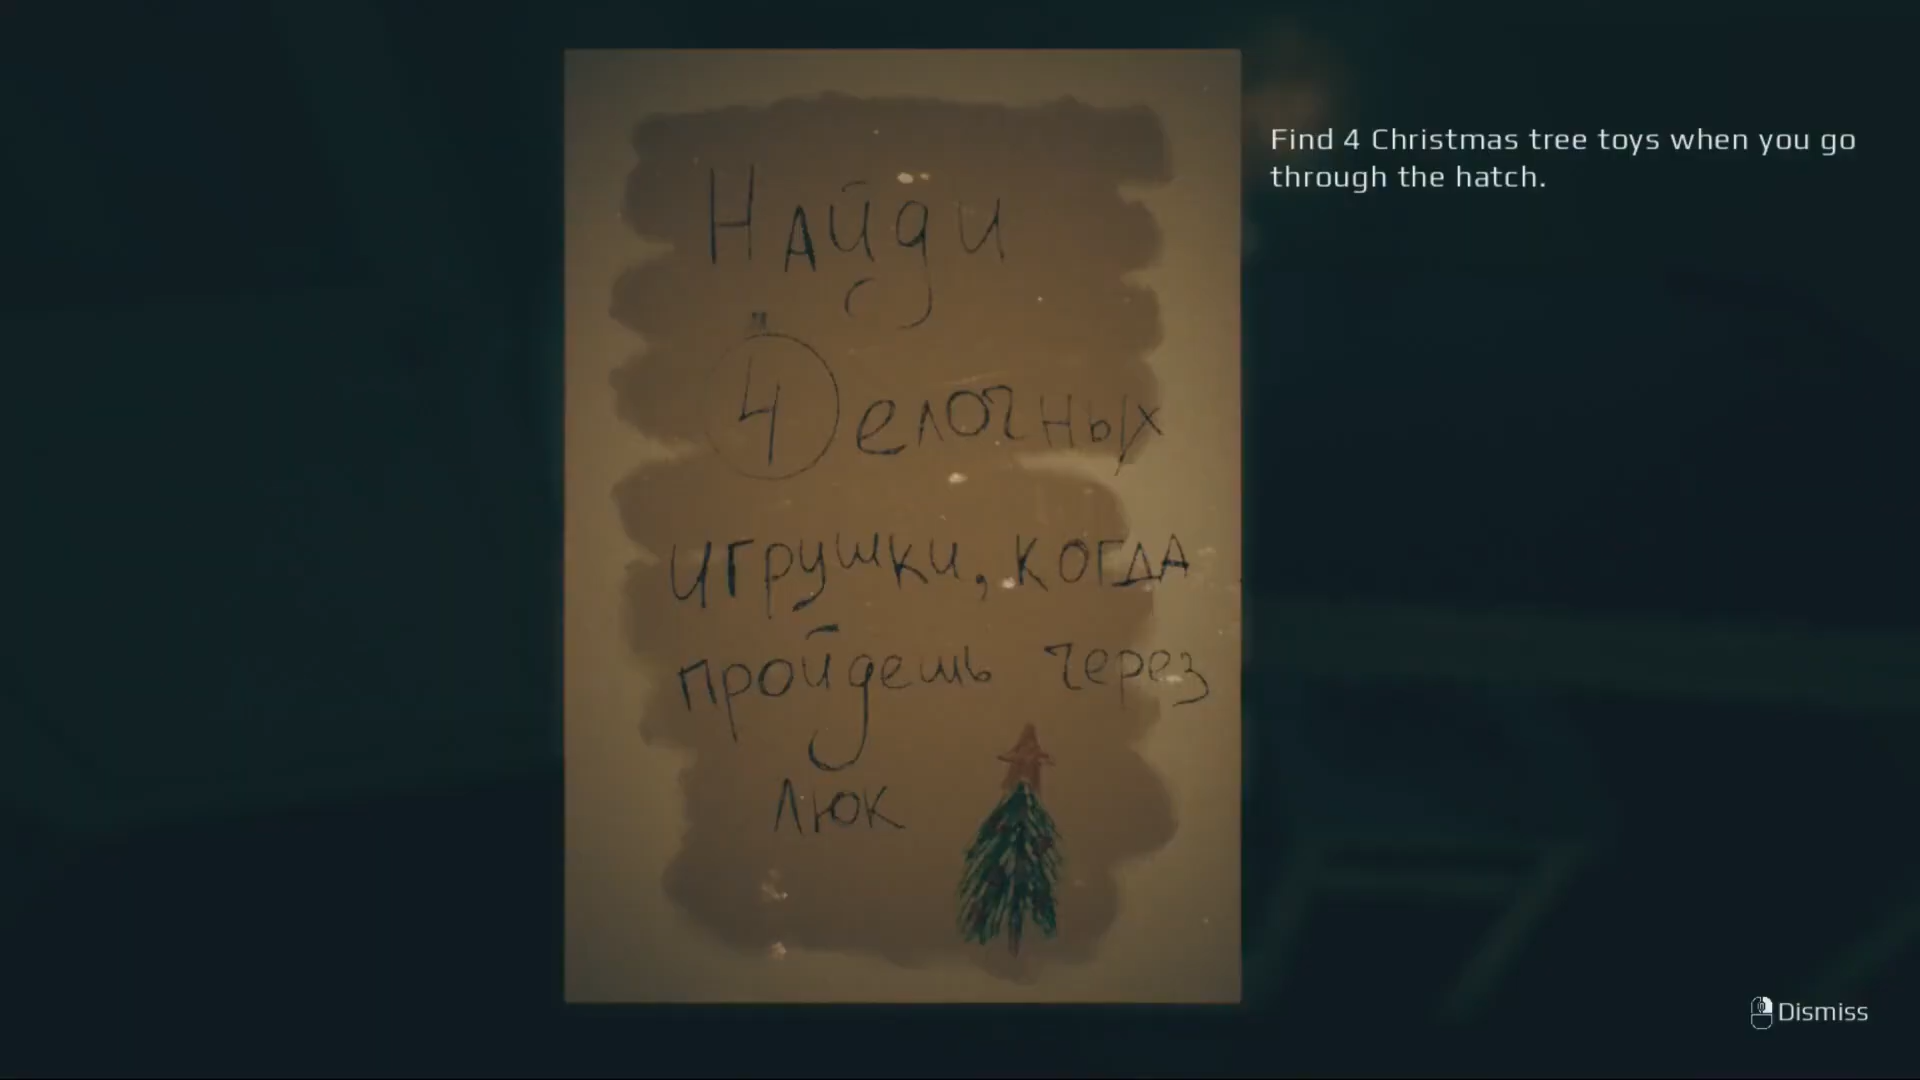 Найди
4 елочных
игрушки, когда
пройдешь через
люк
Find 4 Christmas tree toys when you go
through the hatch.
Dismiss